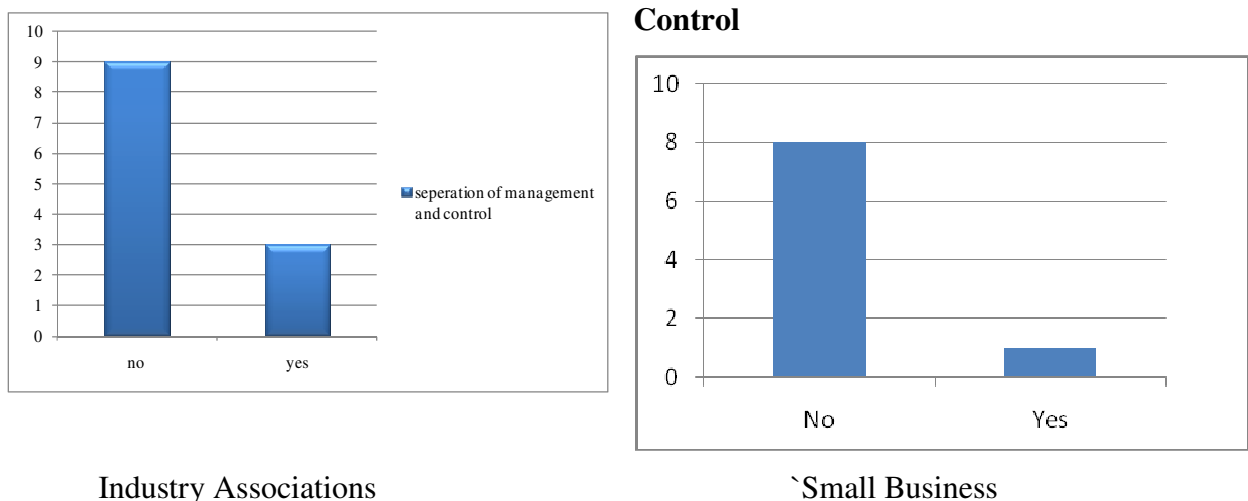 10
9
8
7
6
5
4
3
2
1
0
no yes
seperation of management
and control
Industry Associations
Control
10
8
6
4
2
0
No Yes
`Small Business